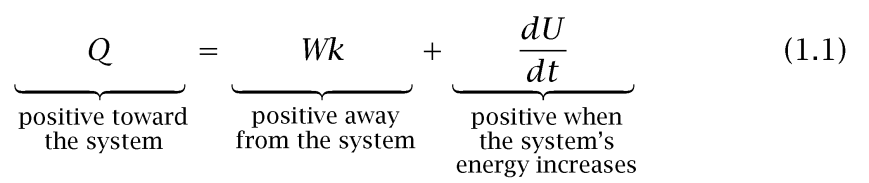 Q = Wk + dU/dt (1.1)
positive toward the system
positive away from the system
positive when the system's energy increases